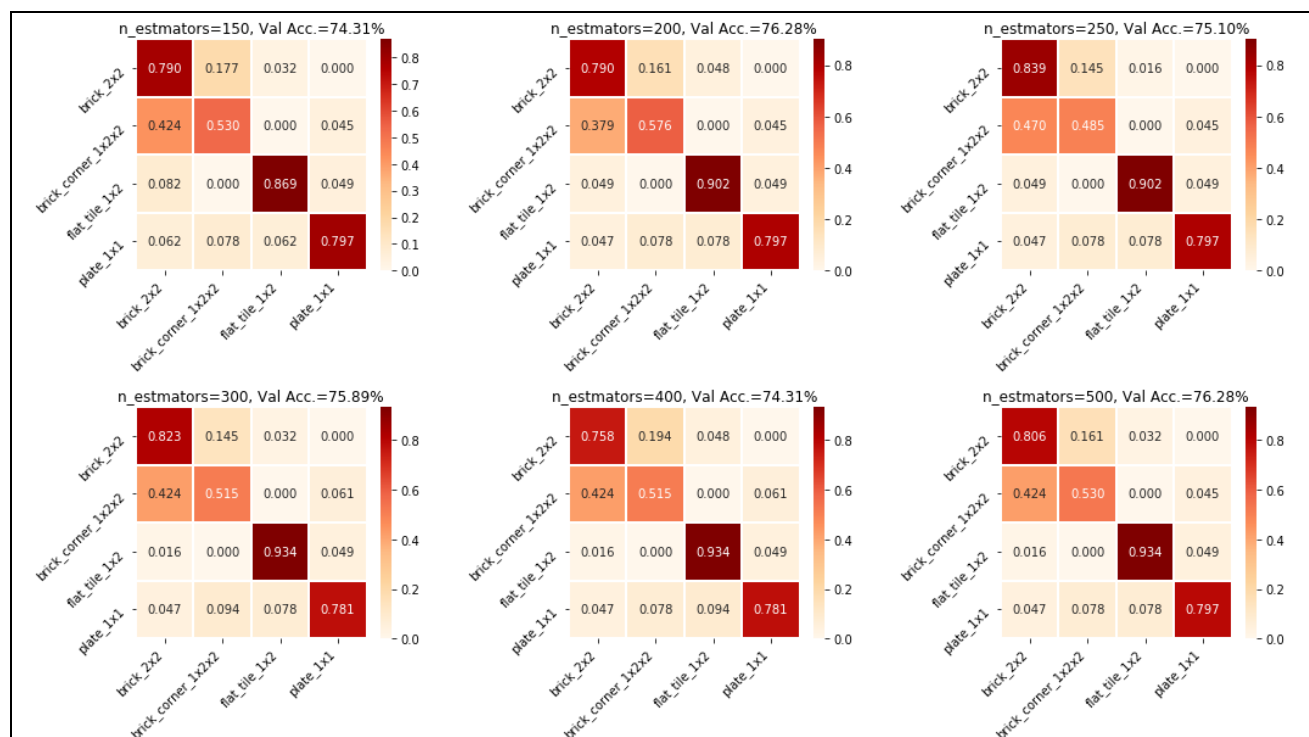 n_estmators=150, Val Acc.=74.31%
brick_2x2 0.790 0.177 0.032 0.000
brick_corner_1x2x2 0.424 0.530 0.000 0.045
flat_tile_1x2 0.082 0.000 0.869 0.049
plate_1x1 0.062 0.078 0.062 0.797
brick_2x2 brick_corner_1x2x2 flat_tile_1x2 plate_1x1
0.8
0.7
0.6
0.5
0.4
0.3
0.2
0.1
0.0
n_estmators=200, Val Acc.=76.28%
brick_2x2 0.790 0.161 0.048 0.000
brick_corner_1x2x2 0.379 0.576 0.000 0.045
flat_tile_1x2 0.049 0.000 0.902 0.049
plate_1x1 0.047 0.078 0.078 0.797
brick_2x2 brick_corner_1x2x2 flat_tile_1x2 plate_1x1
0.8
0.6
0.4
0.2
0.0
n_estmators=250, Val Acc.=75.10%
brick_2x2 0.839 0.145 0.016 0.000
brick_corner_1x2x2 0.470 0.485 0.000 0.045
flat_tile_1x2 0.049 0.000 0.902 0.049
plate_1x1 0.047 0.078 0.078 0.797
brick_2x2 brick_corner_1x2x2 flat_tile_1x2 plate_1x1
0.8
0.6
0.4
0.2
0.0
n_estmators=300, Val Acc.=75.89%
brick_2x2 0.823 0.145 0.032 0.000
brick_corner_1x2x2 0.424 0.515 0.000 0.061
flat_tile_1x2 0.016 0.000 0.934 0.049
plate_1x1 0.047 0.094 0.078 0.781
brick_2x2 brick_corner_1x2x2 flat_tile_1x2 plate_1x1
0.8
0.6
0.4
0.2
0.0
n_estmators=400, Val Acc.=74.31%
brick_2x2 0.758 0.194 0.048 0.000
brick_corner_1x2x2 0.424 0.515 0.000 0.061
flat_tile_1x2 0.016 0.000 0.934 0.049
plate_1x1 0.047 0.078 0.094 0.781
brick_2x2 brick_corner_1x2x2 flat_tile_1x2 plate_1x1
0.8
0.6
0.4
0.2
0.0
n_estmators=500, Val Acc.=76.28%
brick_2x2 0.806 0.161 0.032 0.000
brick_corner_1x2x2 0.424 0.530 0.000 0.045
flat_tile_1x2 0.016 0.000 0.934 0.049
plate_1x1 0.047 0.078 0.078 0.797
brick_2x2 brick_corner_1x2x2 flat_tile_1x2 plate_1x1
0.8
0.6
0.4
0.2
0.0